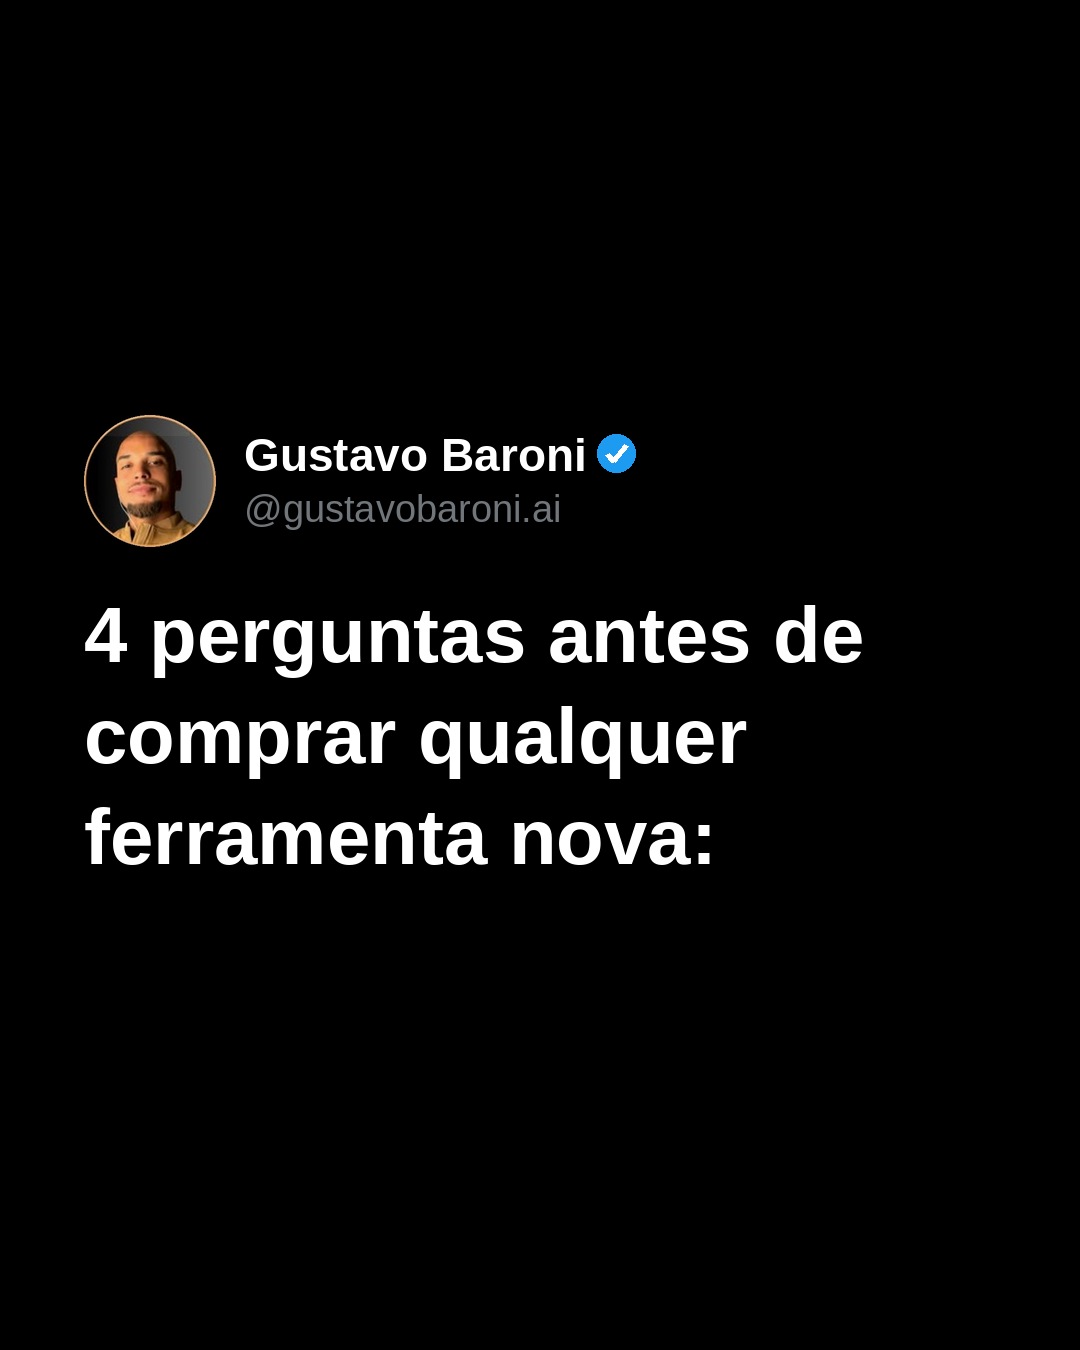 Gustavo Baroni
@gustavobaroni.ai
4 perguntas antes de
comprar qualquer
ferramenta nova: